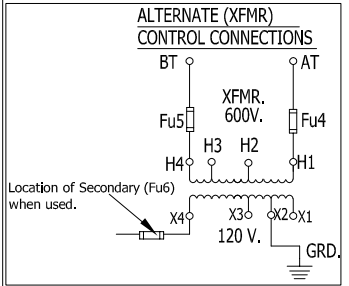 ALTERNATE (XFMR)
CONTROL CONNECTIONS
BT AT
XFMR.
600V.
Fu5 Fu4
H3 H2
H4 H1
Location of Secondary (Fu6)
when used.
X4 X3 X2 X1
120 V.
GRD.